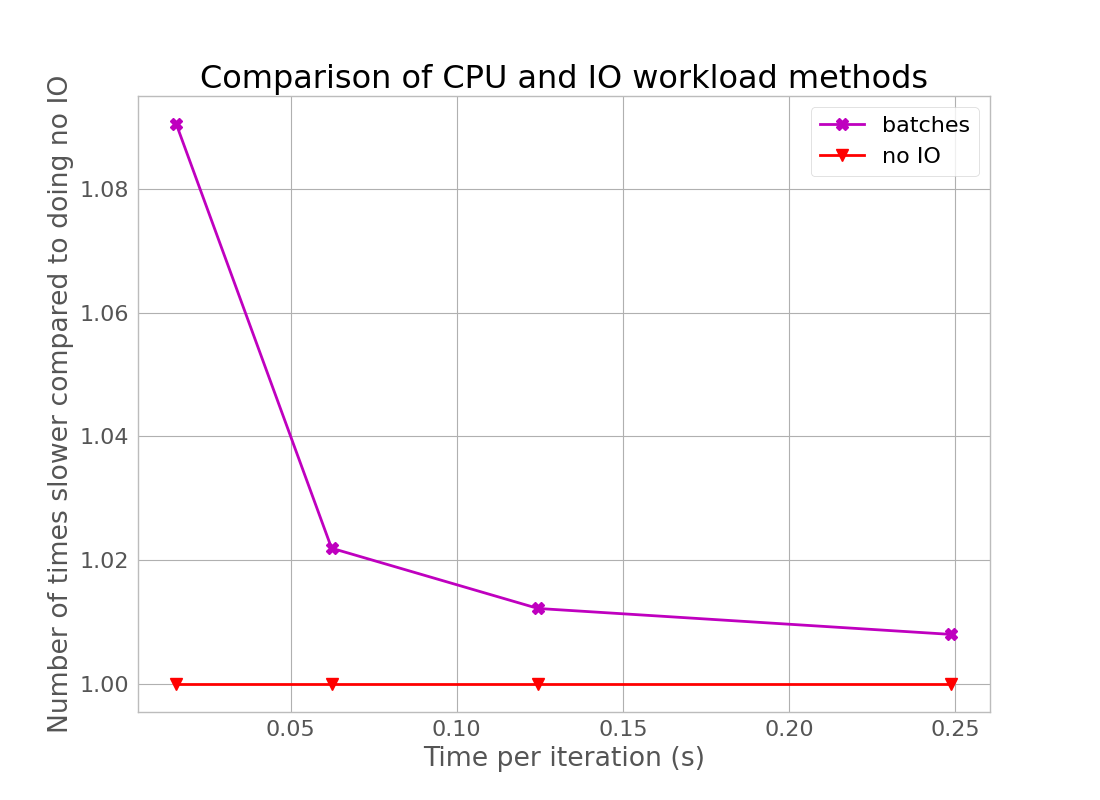 Comparison of CPU and IO workload methods
batches
no IO
Number of times slower compared to doing no IO
1.08
1.06
1.04
1.02
1.00
0.05 0.10 0.15 0.20 0.25
Time per iteration (s)